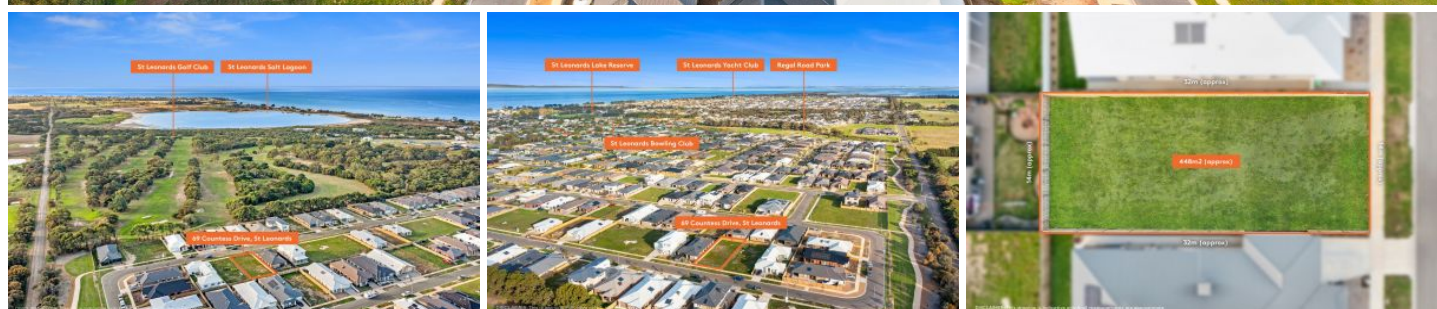 St Leonards Golf Club
St Leonards Salt Lagoon
69 Countess Drive, St Leonards
St Leonards Lake Reserve
St Leonards Yacht Club
Regal Road Park
St Leonards Bowling Club
69 Countess Drive, St Leonards
32m (approx)
14m (approx)
448m2 (approx)
32m (approx)